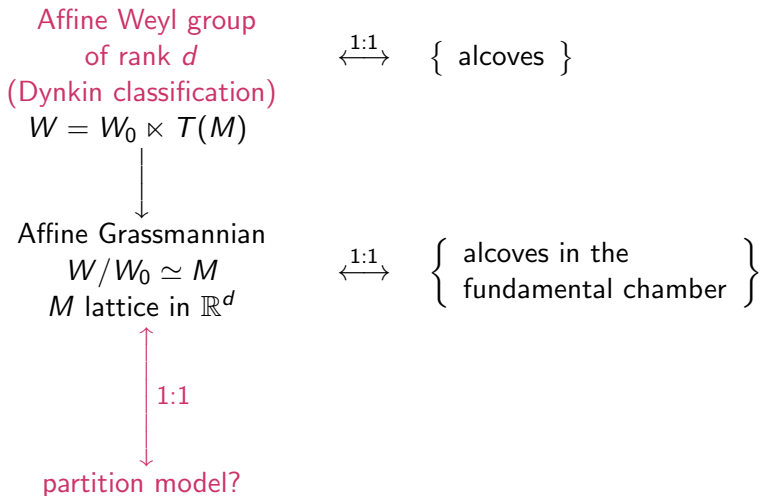 Affine Weyl group
of rank d
(Dynkin classification)
W = W₀ ⋉ T(M)
1:1
⟷
{ alcoves }
Affine Grassmannian
W/W₀ ≃ M
M lattice in ℝᵈ
1:1
⟷
{ alcoves in the
fundamental chamber }
1:1
partition model?